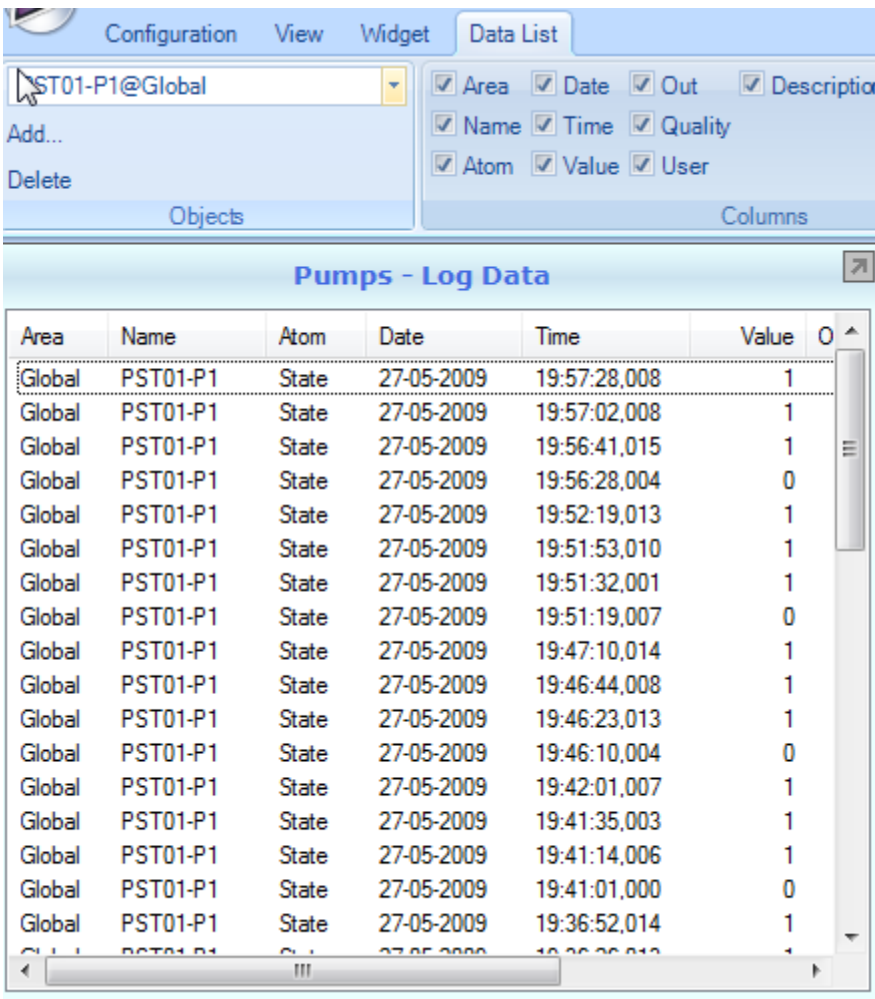 Configuration View Widget Data List
PST01-P1@Global
Add...
Delete
Objects
Area Date Out Description
Name Time Quality
Atom Value User
Columns
Pumps - Log Data
Area Name Atom Date Time Value O
Global PST01-P1 State 27-05-2009 19:57:28,008 1
Global PST01-P1 State 27-05-2009 19:57:02,008 1
Global PST01-P1 State 27-05-2009 19:56:41,015 1
Global PST01-P1 State 27-05-2009 19:56:28,004 0
Global PST01-P1 State 27-05-2009 19:52:19,013 1
Global PST01-P1 State 27-05-2009 19:51:53,010 1
Global PST01-P1 State 27-05-2009 19:51:32,001 1
Global PST01-P1 State 27-05-2009 19:51:19,007 0
Global PST01-P1 State 27-05-2009 19:47:10,014 1
Global PST01-P1 State 27-05-2009 19:46:44,008 1
Global PST01-P1 State 27-05-2009 19:46:23,013 1
Global PST01-P1 State 27-05-2009 19:46:10,004 0
Global PST01-P1 State 27-05-2009 19:42:01,007 1
Global PST01-P1 State 27-05-2009 19:41:35,003 1
Global PST01-P1 State 27-05-2009 19:41:14,006 1
Global PST01-P1 State 27-05-2009 19:41:01,000 0
Global PST01-P1 State 27-05-2009 19:36:52,014 1